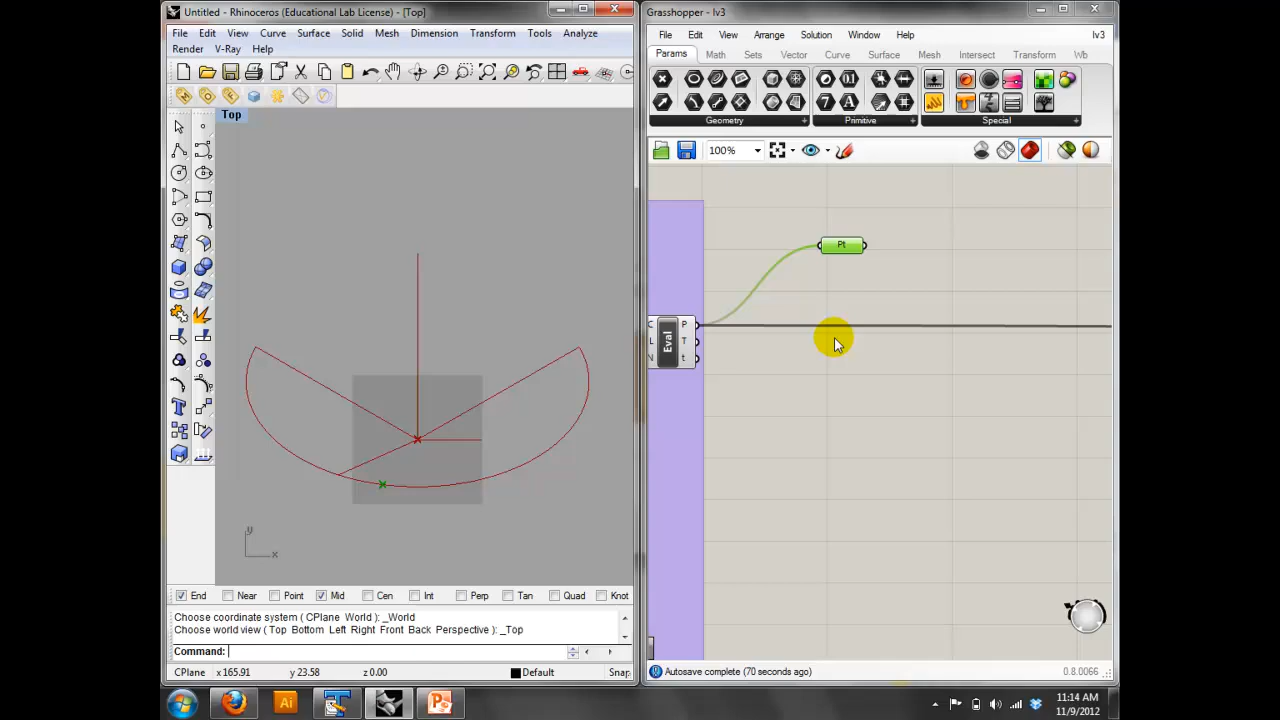 Untitled - Rhinoceros (Educational Lab License) - [Top]
File Edit View Curve Surface Solid Mesh Dimension Transform Tools Analyze
Render V-Ray Help
Top
y
x
End Near Point Mid Cen Int Perp Tan Quad Knot
Choose coordinate system ( CPlane World ): _World
Choose world view ( Top Bottom Left Right Front Back Perspective ): _Top
Command:
CPlane x 165.91 y 23.58 z 0.00 Default Snap
Grasshopper - lv3
File Edit View Arrange Solution Window Help lv3
Params Math Sets Vector Curve Surface Mesh Intersect Transform Wb
Geometry Primitive Special
100%
Pt
C Eval P
L T
N t
Autosave complete (70 seconds ago) 0.8.0066
Ai
11:14 AM
11/9/2012